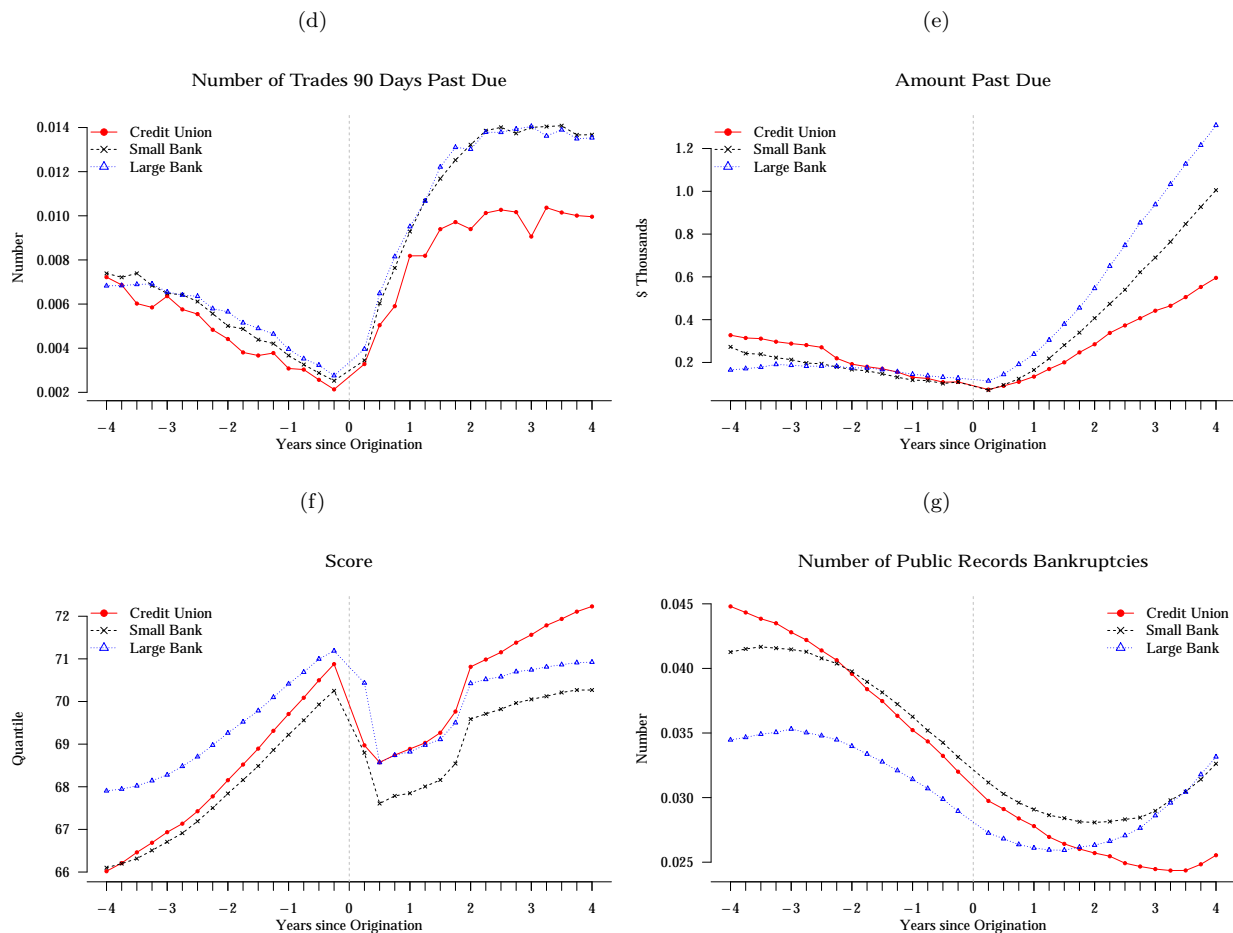 (d)
(e)
Number of Trades 90 Days Past Due
Number
0.014
0.012
0.010
0.008
0.006
0.004
0.002
Credit Union
Small Bank
Large Bank
−4 −3 −2 −1 0 1 2 3 4
Years since Origination
Amount Past Due
$ Thousands
1.2
1.0
0.8
0.6
0.4
0.2
Credit Union
Small Bank
Large Bank
−4 −3 −2 −1 0 1 2 3 4
Years since Origination
(f)
(g)
Score
Quantile
72
71
70
69
68
67
66
Credit Union
Small Bank
Large Bank
−4 −3 −2 −1 0 1 2 3 4
Years since Origination
Number of Public Records Bankruptcies
Number
0.045
0.040
0.035
0.030
0.025
Credit Union
Small Bank
Large Bank
−4 −3 −2 −1 0 1 2 3 4
Years since Origination